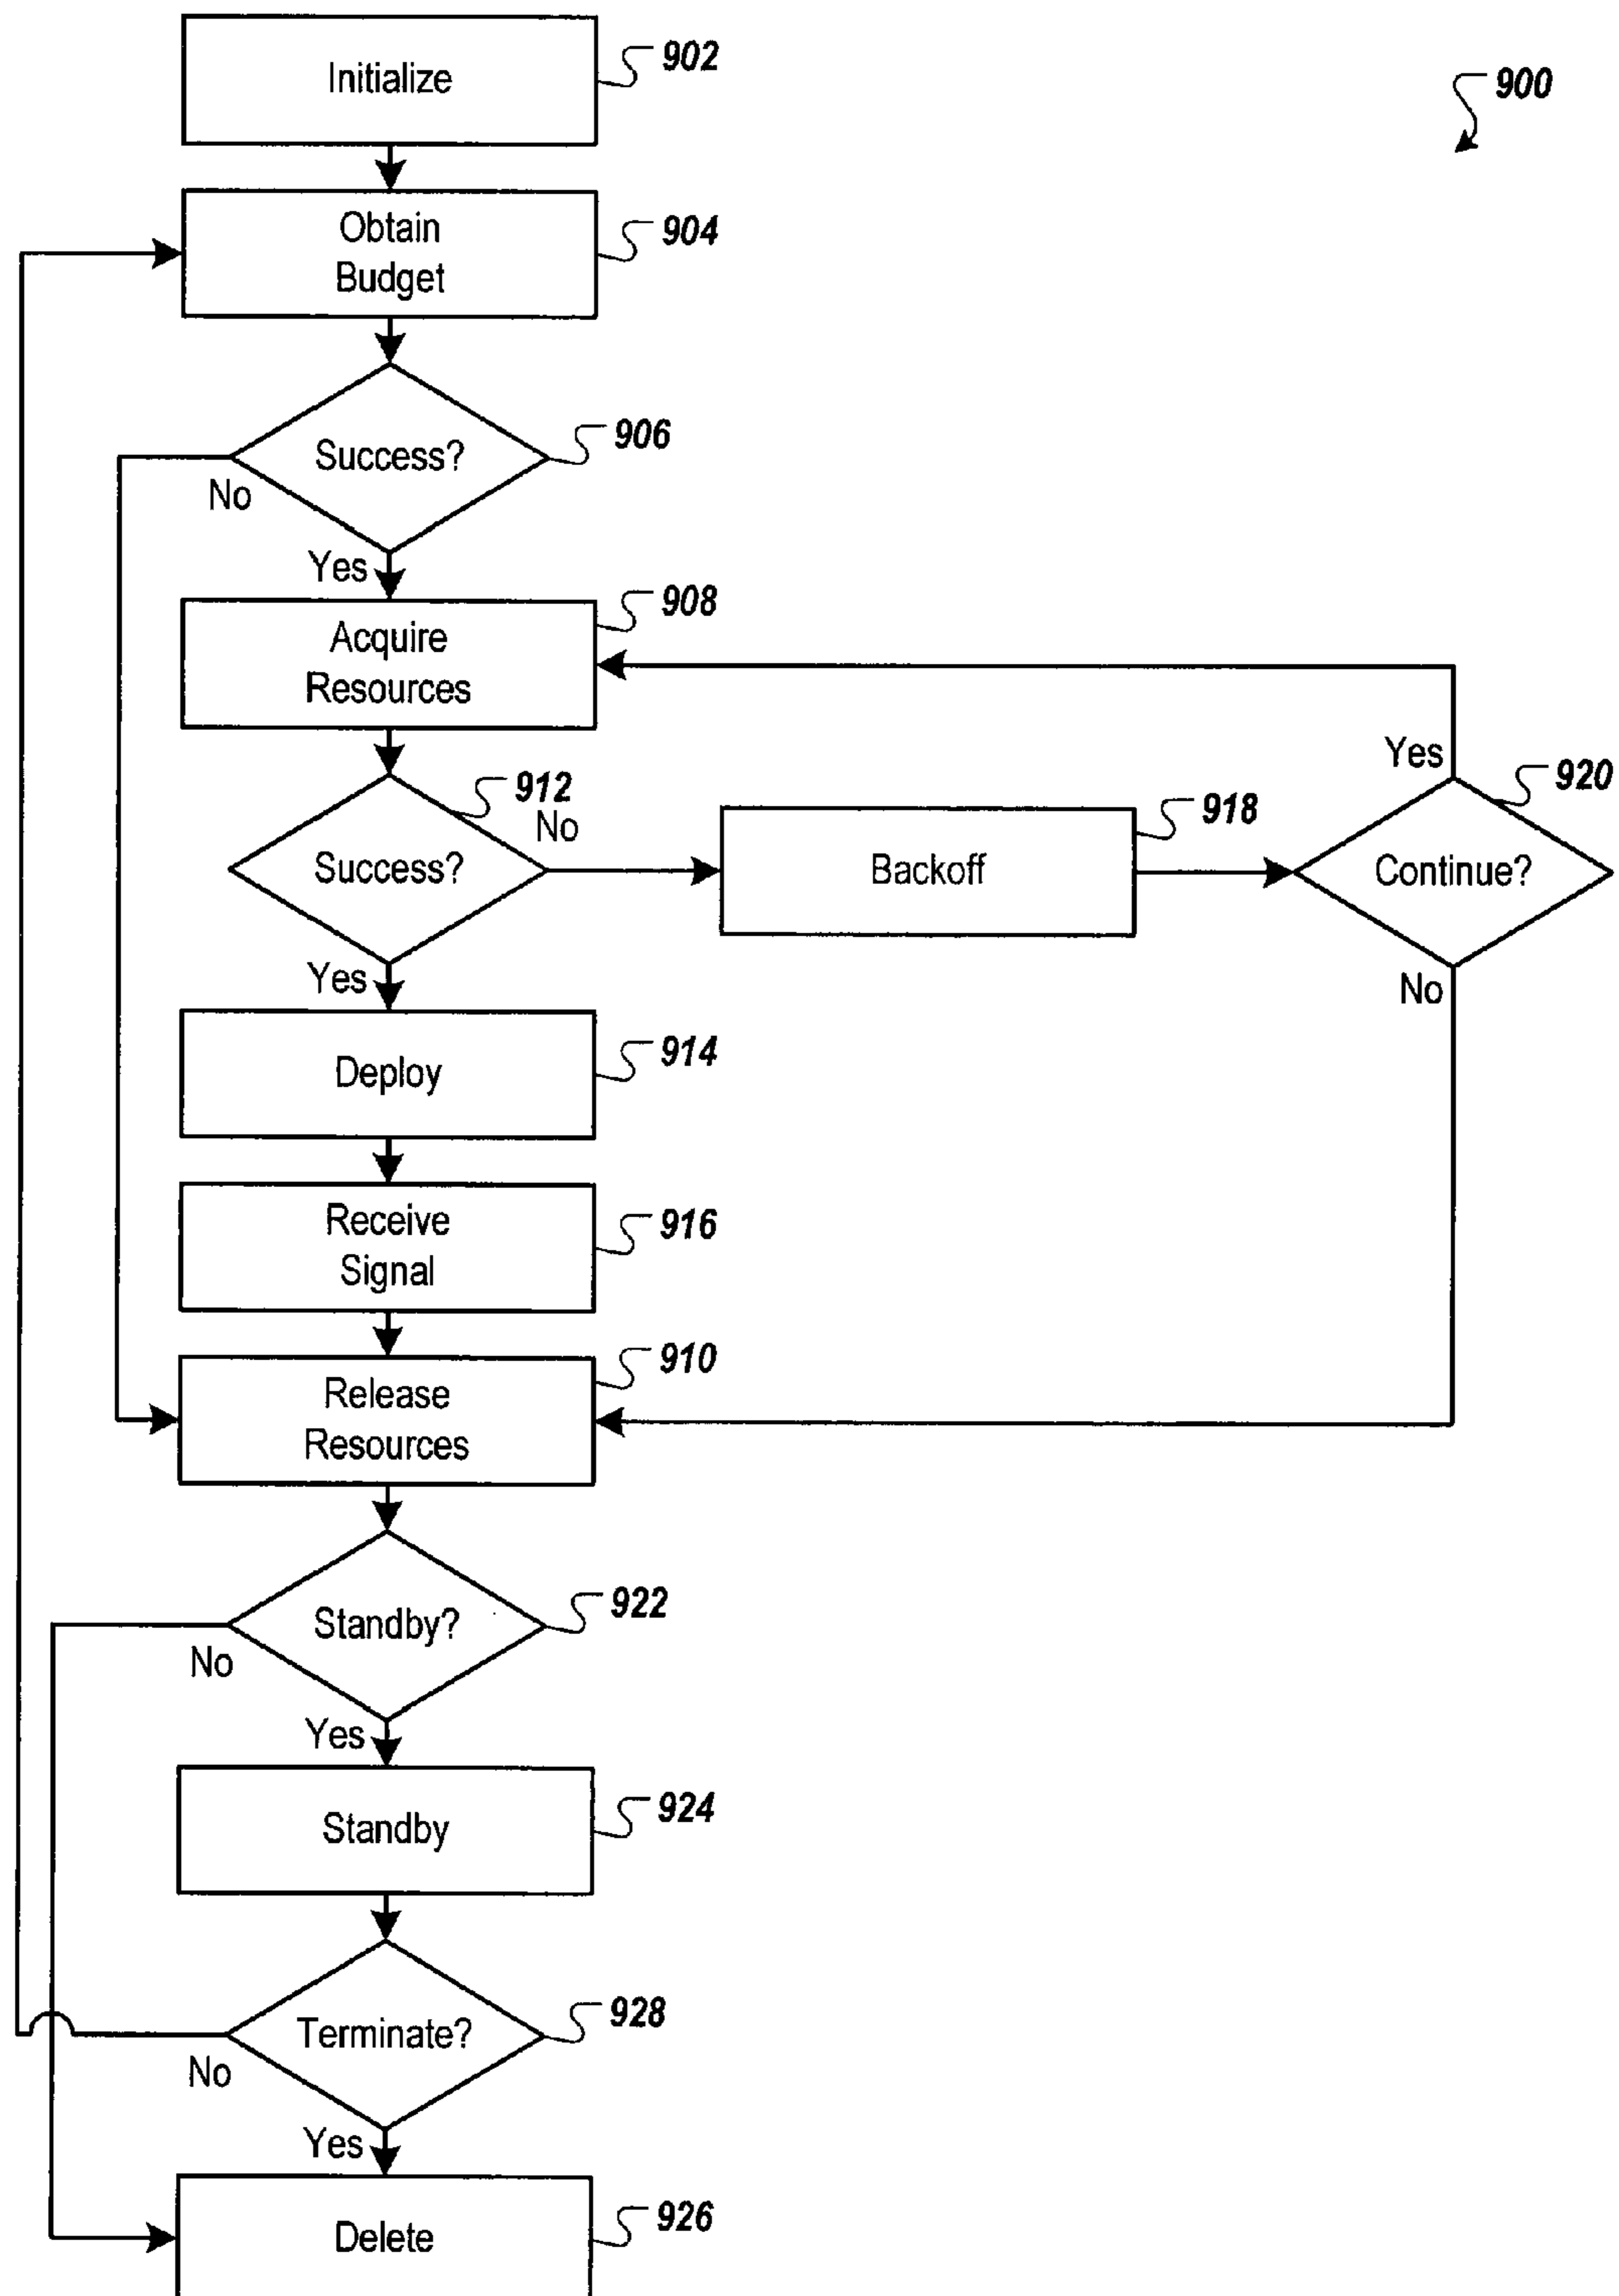 Initialize
902
900
Obtain
Budget
904
Success?
906
No
Yes
Acquire
Resources
908
Success?
912
No
Backoff
918
Yes
Continue?
920
No
Yes
Deploy
914
Receive
Signal
916
Release
Resources
910
Standby?
922
No
Yes
Standby
924
Terminate?
928
No
Yes
Delete
926